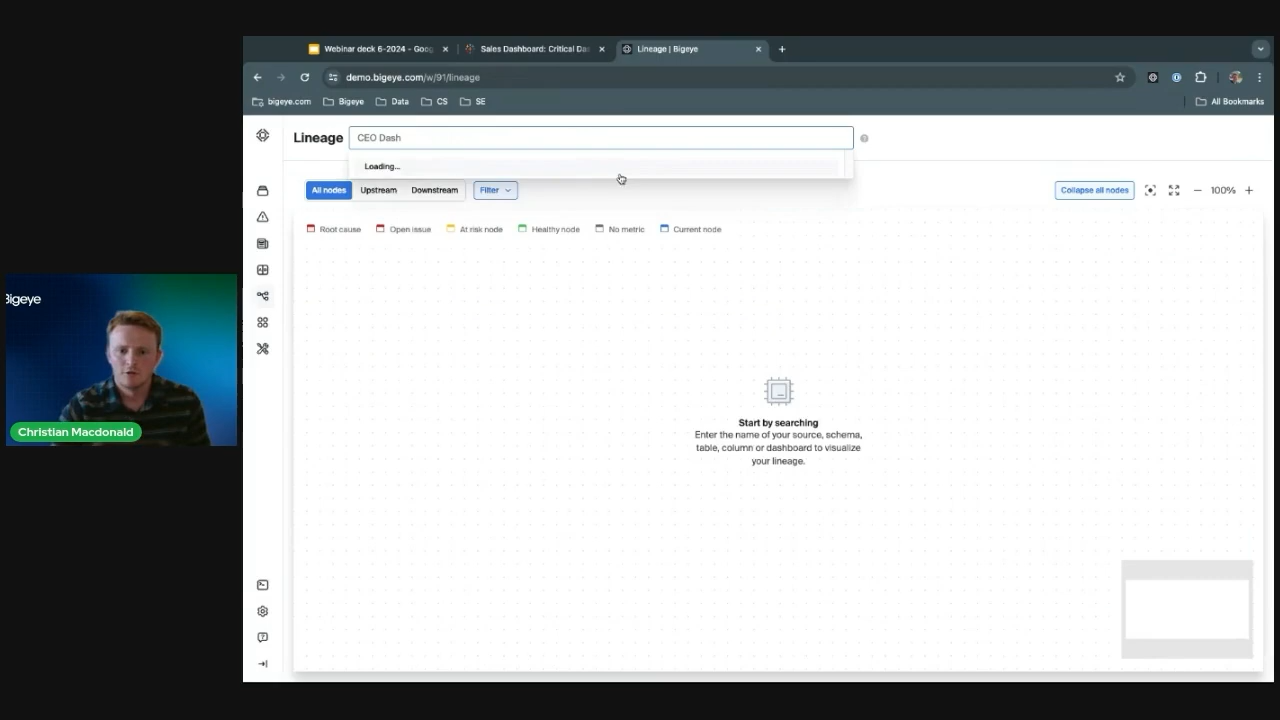 Webinar deck 6-2024 - Goog
Sales Dashboard: Critical Das
Lineage | Bigeye
demo.bigeye.com/w/91/lineage
bigeye.com
Bigeye
Data
CS
SE
All Bookmarks
Lineage
CEO Dash
Loading...
All nodes
Upstream
Downstream
Filter
Collapse all nodes
100%
Root cause
Open issue
At risk node
Healthy node
No metric
Current node
Bigeye
Christian Macdonald
Start by searching
Enter the name of your source, schema,
table, column or dashboard to visualize
your lineage.